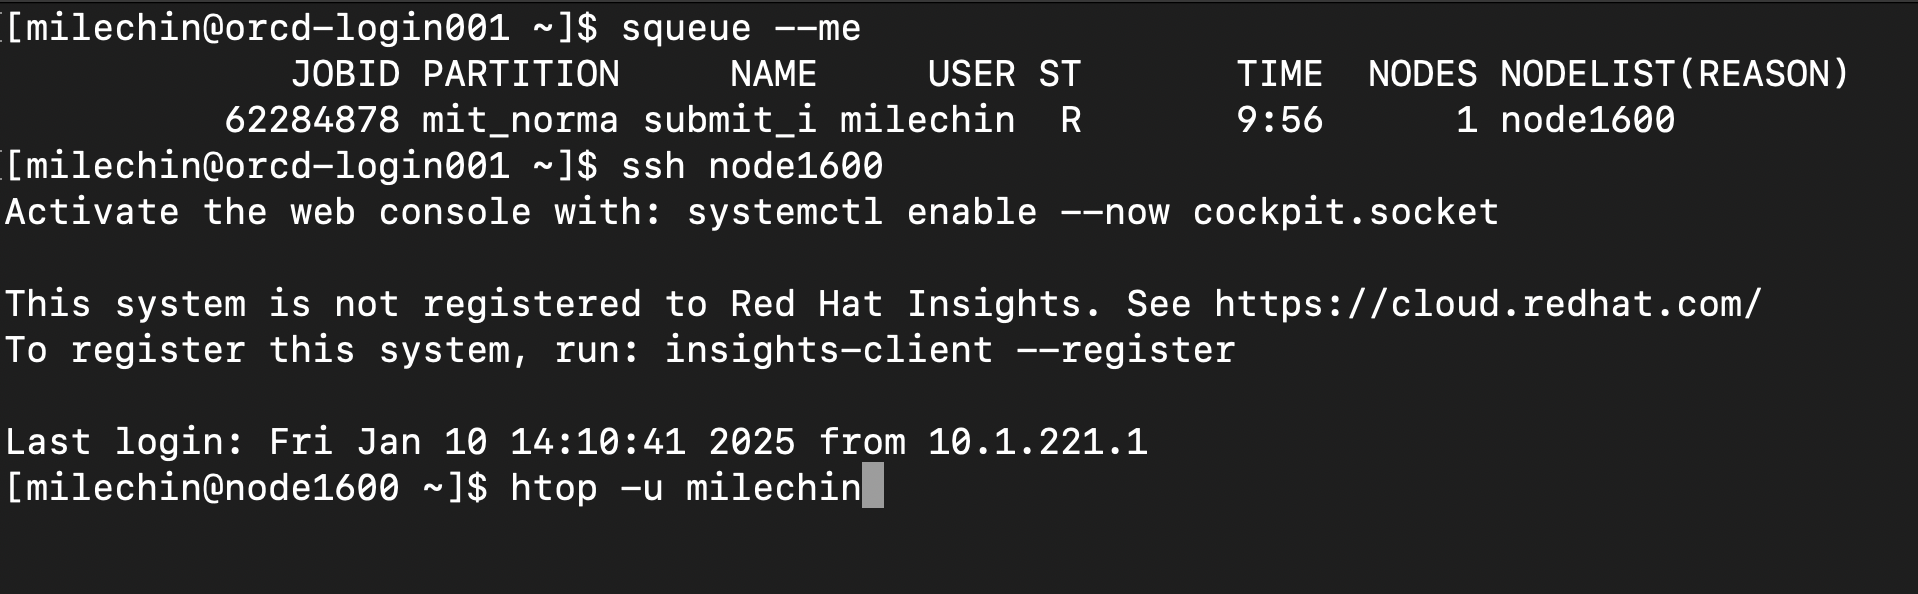 [milechin@orcd-login001 ~]$ squeue --me
JOBID PARTITION NAME USER ST TIME NODES NODELIST(REASON)
62284878 mit_norma submit_i milechin R 9:56 1 node1600
[milechin@orcd-login001 ~]$ ssh node1600
Activate the web console with: systemctl enable --now cockpit.socket
This system is not registered to Red Hat Insights. See https://cloud.redhat.com/
To register this system, run: insights-client --register
Last login: Fri Jan 10 14:10:41 2025 from 10.1.221.1
[milechin@node1600 ~]$ htop -u milechin